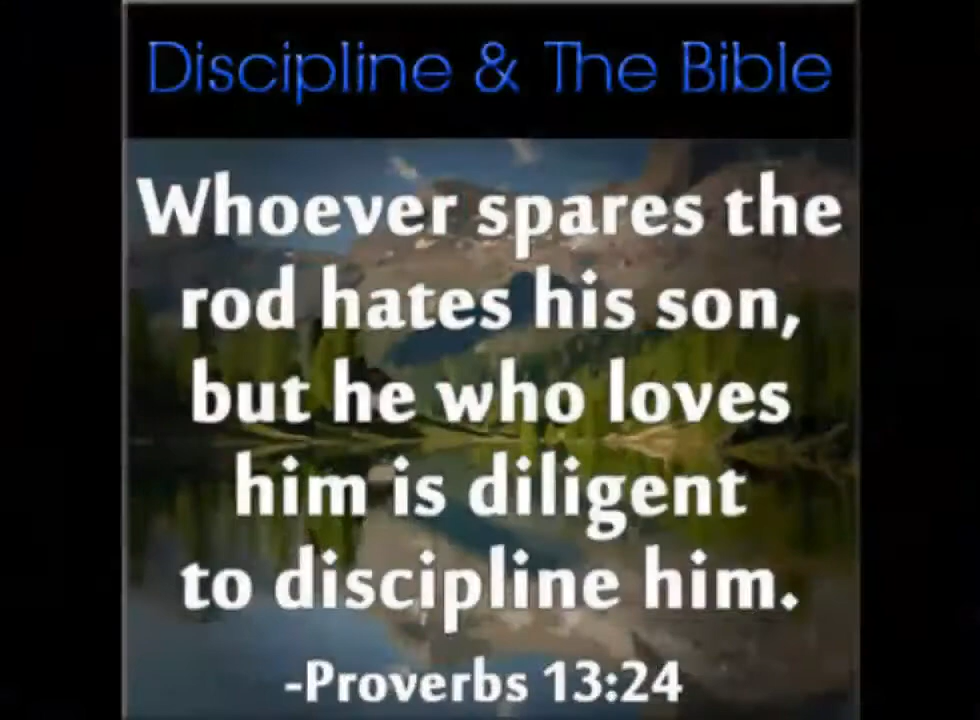 Discipline & The Bible
Whoever spares the
rod hates his son,
but he who loves
him is diligent
to discipline him.
-Proverbs 13:24